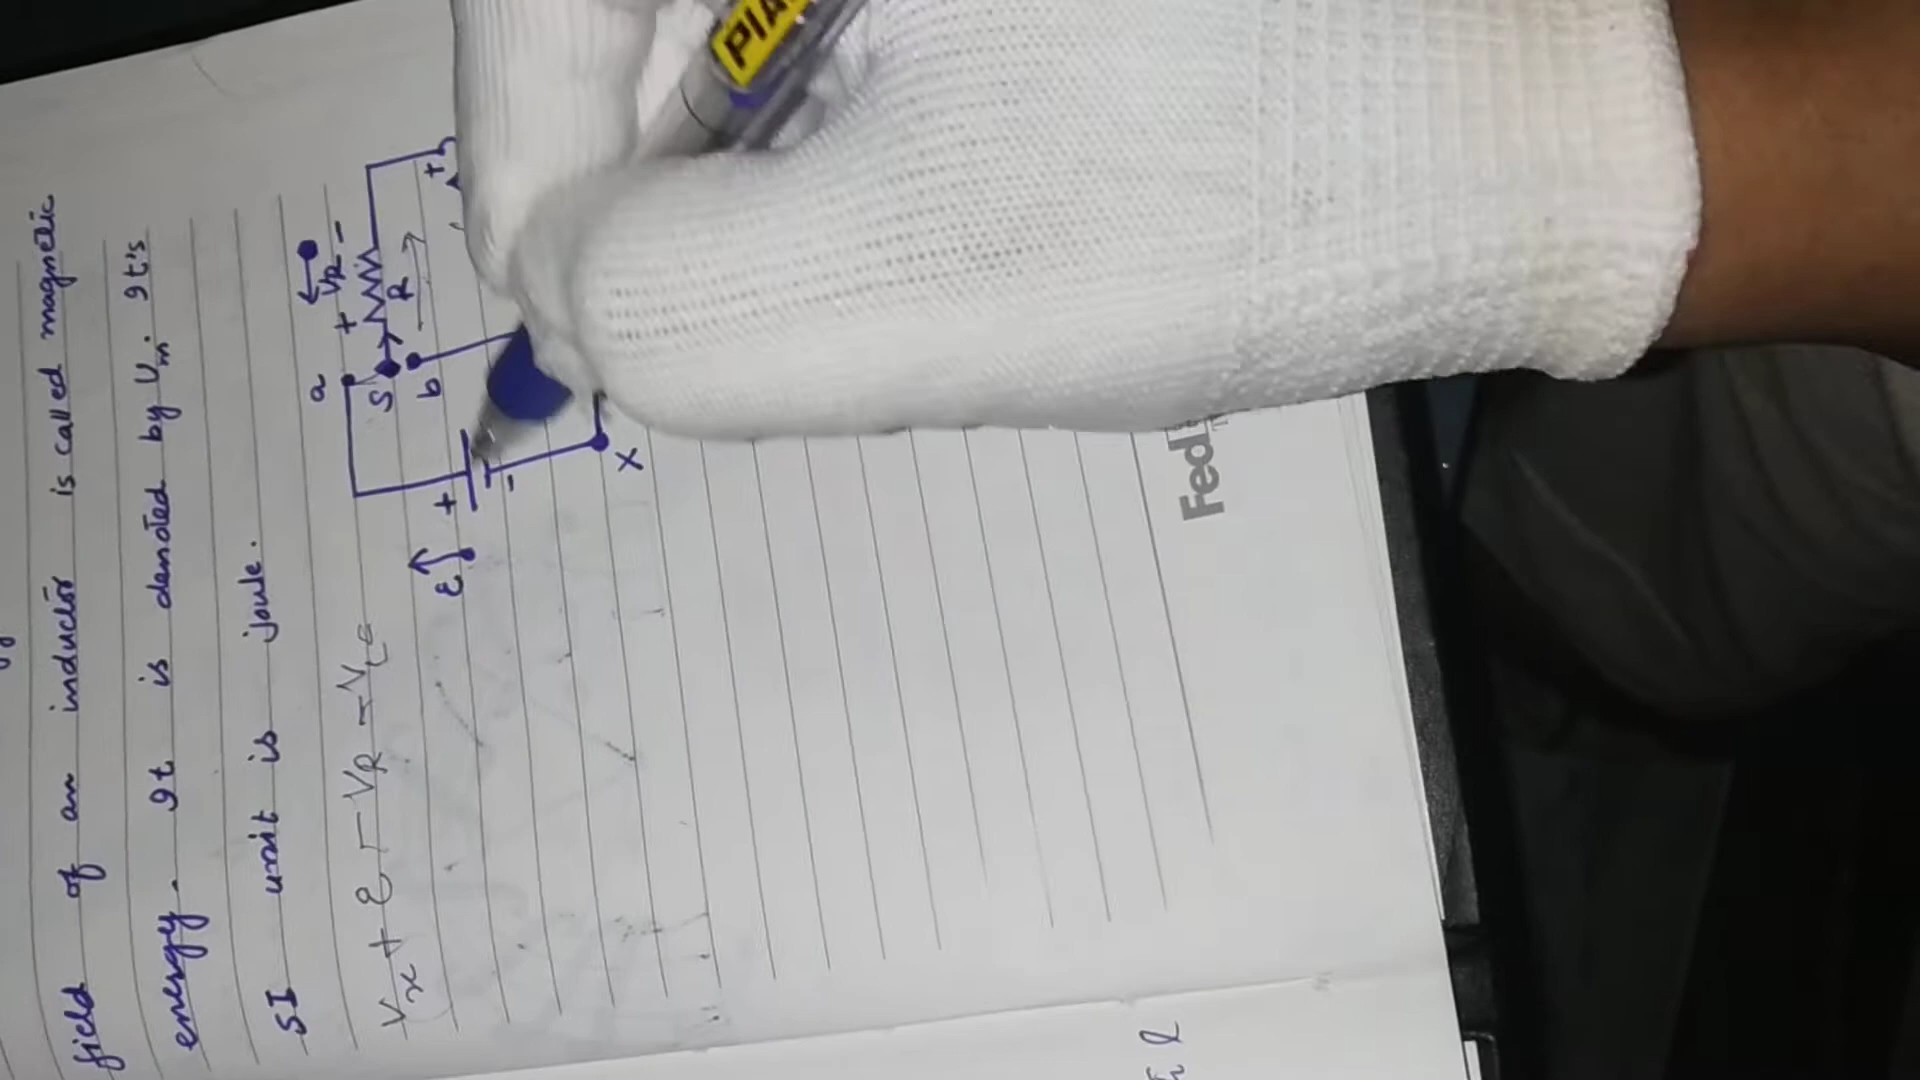 field of an inductor is called magnetic
energy. It is denoted by Um. It's
SI unit is joule.
Vx + ε - VR - VL =
a
+ VR -
S
R
b
+
ε
+
-
X
Fed